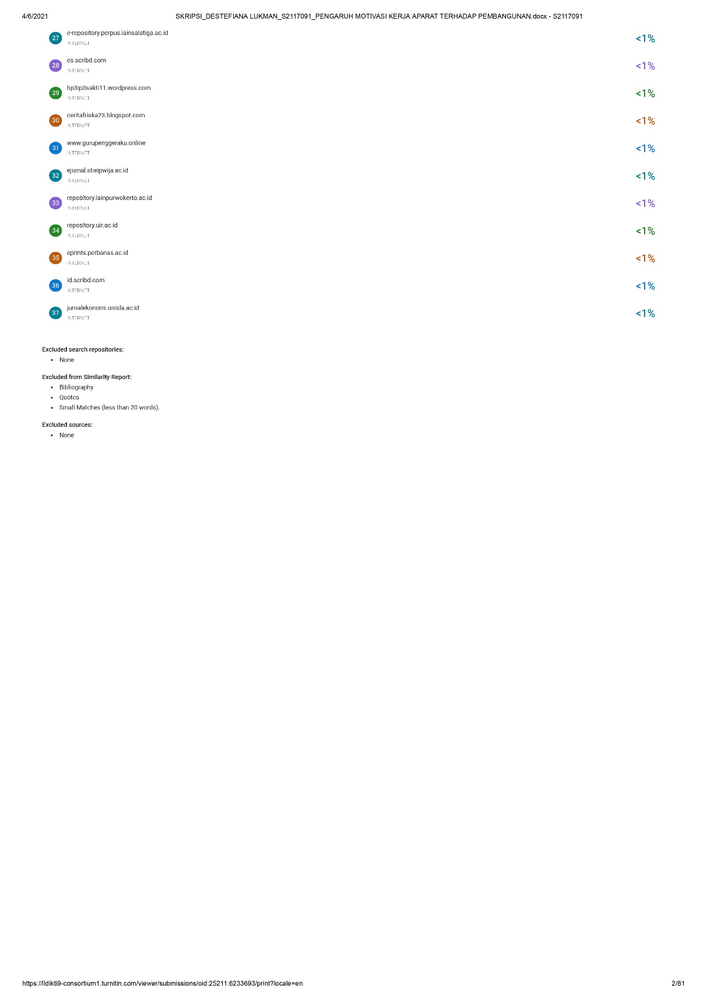 4/6/2021
SKRIPSI_DESTEFIANA LUKMAN_S2117091_PENGARUH MOTIVASI KERJA APARAT TERHADAP PEMBANGUNAN.docx - S2117091
27
e-repository.perpus.iainsalatiga.ac.id
INTERNET
<1%
28
es.scribd.com
INTERNET
<1%
29
bp3ip3sakti11.wordpress.com
INTERNET
<1%
30
ceritafriska23.blogspot.com
INTERNET
<1%
31
www.gurupenggeraku.online
INTERNET
<1%
32
ejurnal.stieipwija.ac.id
INTERNET
<1%
33
repository.iainpurwokerto.ac.id
INTERNET
<1%
34
repository.uir.ac.id
INTERNET
<1%
35
eprints.perbanas.ac.id
INTERNET
<1%
36
id.scribd.com
INTERNET
<1%
37
jurnalekonomi.unisla.ac.id
INTERNET
<1%
Excluded search repositories:
• None
Excluded from Similarity Report:
• Bibliography
• Quotes
• Small Matches (less than 20 words).
Excluded sources:
• None
https://lldikti9-consortium1.turnitin.com/viewer/submissions/oid:25211:6233693/print?locale=en
2/81